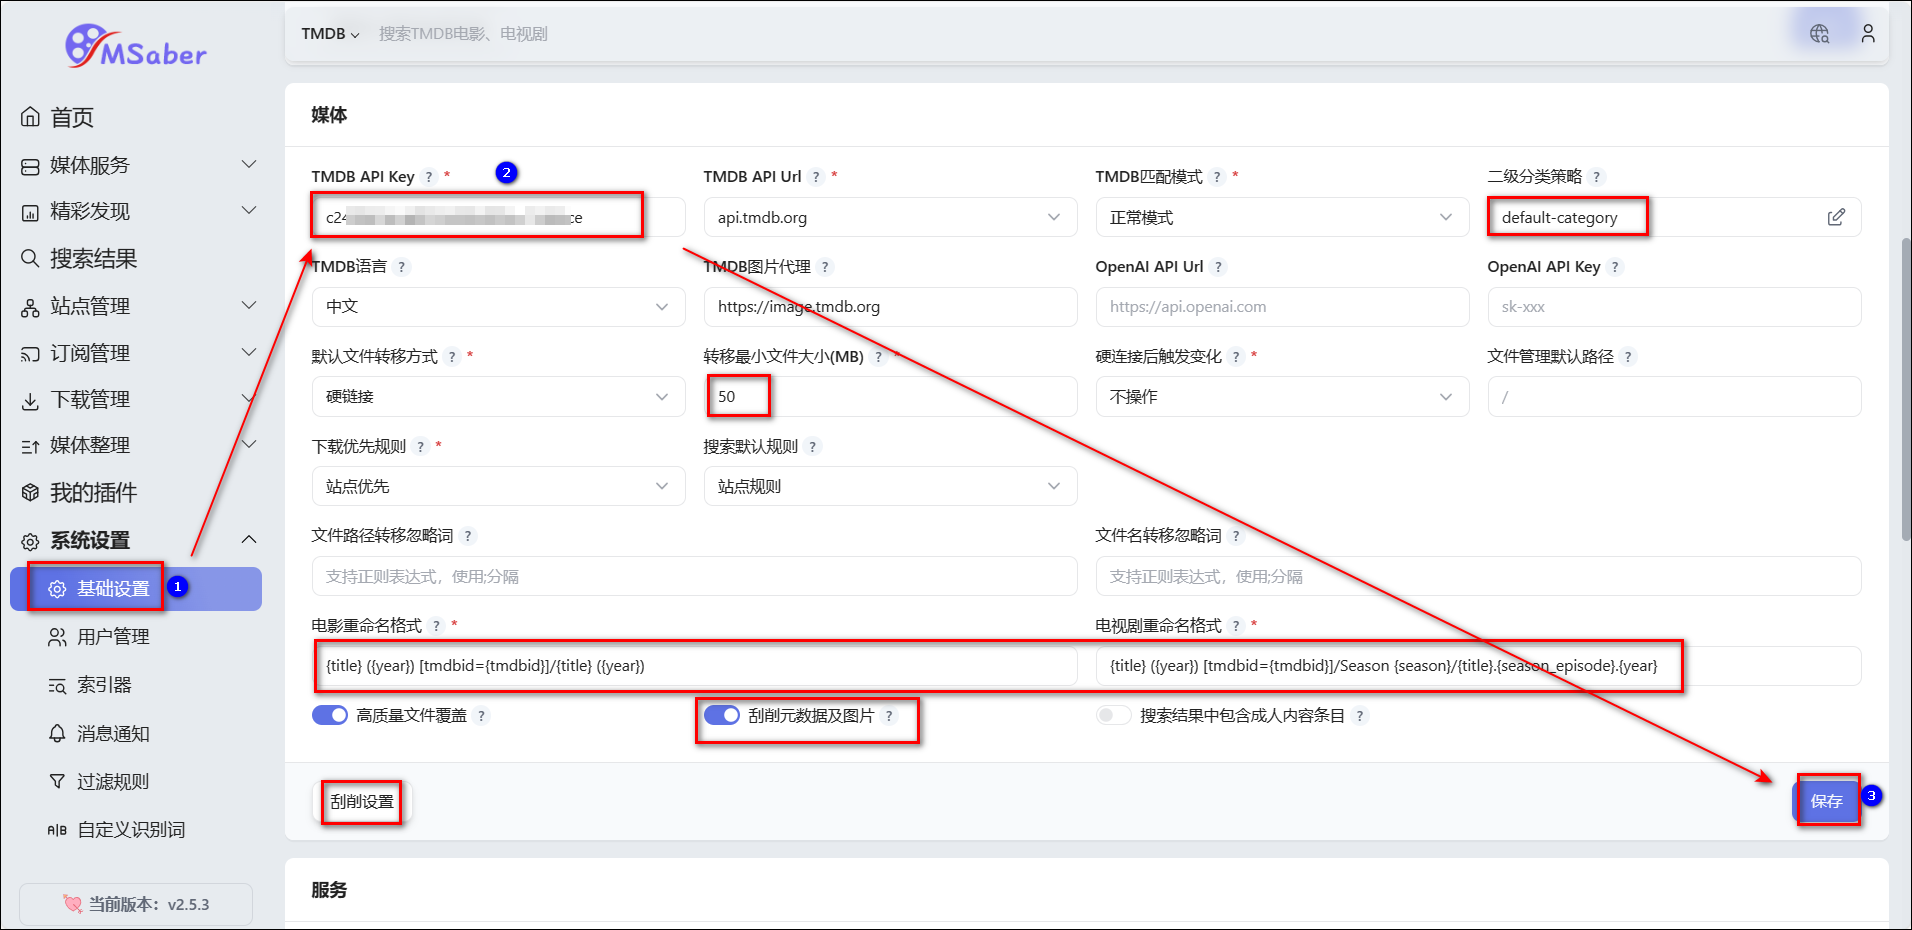 MSaber
TMDB 搜索TMDB电影、电视剧
首页
媒体服务
精彩发现
搜索结果
站点管理
订阅管理
下载管理
媒体整理
我的插件
系统设置
基础设置 1
用户管理
索引器
消息通知
过滤规则
A|B 自定义识别词
当前版本：v2.5.3
媒体
TMDB API Key ? * 2
TMDB API Url ? *
TMDB匹配模式 ? *
二级分类策略 ?
api.tmdb.org
正常模式
default-category
TMDB语言 ?
TMDB图片代理 ?
OpenAI API Url ?
OpenAI API Key ?
中文
https://image.tmdb.org
https://api.openai.com
sk-xxx
默认文件转移方式 ? *
转移最小文件大小(MB) ? *
硬连接后触发变化 ? *
文件管理默认路径 ?
硬链接
50
不操作
/
下载优先规则 ? *
搜索默认规则 ?
站点优先
站点规则
文件路径转移忽略词 ?
文件名转移忽略词 ?
支持正则表达式，使用;分隔
支持正则表达式，使用;分隔
电影重命名格式 ? *
电视剧重命名格式 ? *
{title} ({year}) [tmdbid={tmdbid}]/{title} ({year})
{title} ({year}) [tmdbid={tmdbid}]/Season {season}/{title}.{season_episode}.{year}
高质量文件覆盖 ?
刮削元数据及图片 ?
搜索结果中包含成人内容条目 ?
刮削设置
保存 3
服务